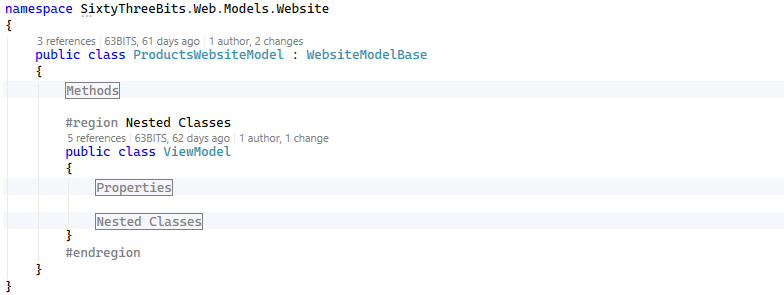 namespace SixtyThreeBits.Web.Models.Website
{
3 references | 63BITS, 61 days ago | 1 author, 2 changes
public class ProductsWebsiteModel : WebsiteModelBase
{
Methods
#region Nested Classes
5 references | 63BITS, 62 days ago | 1 author, 1 change
public class ViewModel
{
Properties
Nested Classes
}
#endregion
}
}